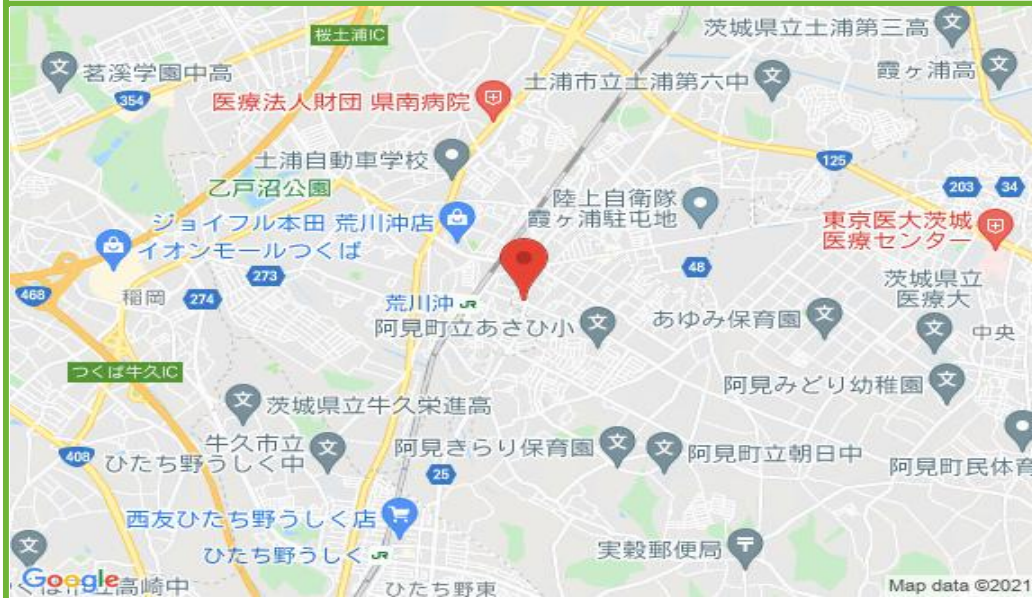 桜土浦IC
茨城県立土浦第三高
茗溪学園中高
354
土浦市立土浦第六中
霞ヶ浦高
医療法人財団 県南病院
土浦自動車学校
125
乙戸沼公園
陸上自衛隊
霞ヶ浦駐屯地
203
34
ジョイフル本田 荒川沖店
イオンモールつくば
東京医大茨城
医療センター
48
273
468
稲岡
274
荒川沖 JR
茨城県立
医療大
阿見町立あさひ小
あゆみ保育園
中央
つくば牛久IC
阿見みどり幼稚園
茨城県立牛久栄進高
牛久市立
ひたち野うしく中
408
阿見きらり保育園
阿見町立朝日中
25
阿見町民体育
西友ひたち野うしく店
実穀郵便局
ひたち野うしく JR
Google
高崎中
ひたち野東
Map data ©2021